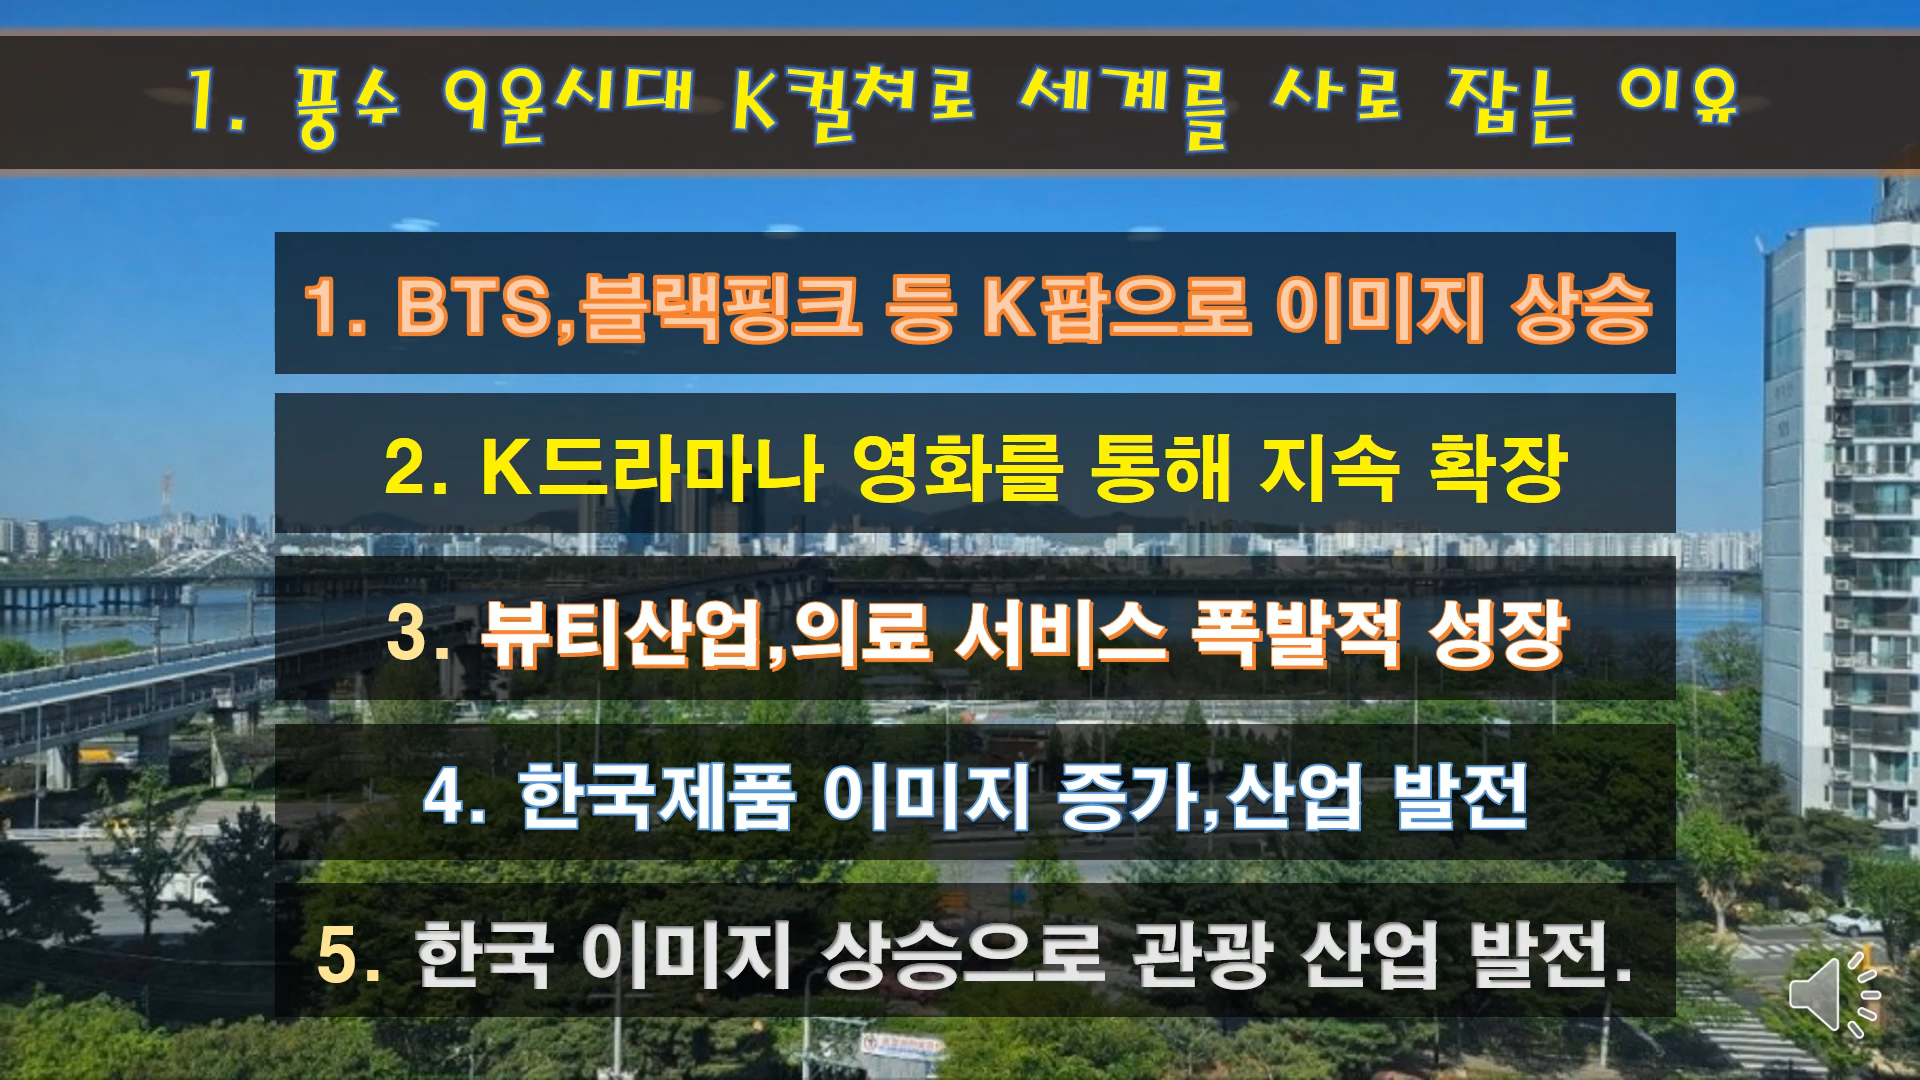 1. 풍수 9운시대 K컬쳐로 세계를 사로 잡는 이유
1. BTS,블랙핑크 등 K팝으로 이미지 상승
2. K드라마나 영화를 통해 지속 확장
3. 뷰티산업,의료 서비스 폭발적 성장
4. 한국제품 이미지 증가,산업 발전
5. 한국 이미지 상승으로 관광 산업 발전.